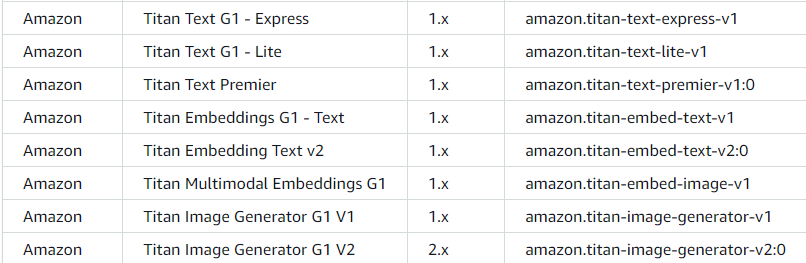 Amazon Titan Text G1 - Express 1.x amazon.titan-text-express-v1
Amazon Titan Text G1 - Lite 1.x amazon.titan-text-lite-v1
Amazon Titan Text Premier 1.x amazon.titan-text-premier-v1:0
Amazon Titan Embeddings G1 - Text 1.x amazon.titan-embed-text-v1
Amazon Titan Embedding Text v2 1.x amazon.titan-embed-text-v2:0
Amazon Titan Multimodal Embeddings G1 1.x amazon.titan-embed-image-v1
Amazon Titan Image Generator G1 V1 1.x amazon.titan-image-generator-v1
Amazon Titan Image Generator G1 V2 2.x amazon.titan-image-generator-v2:0